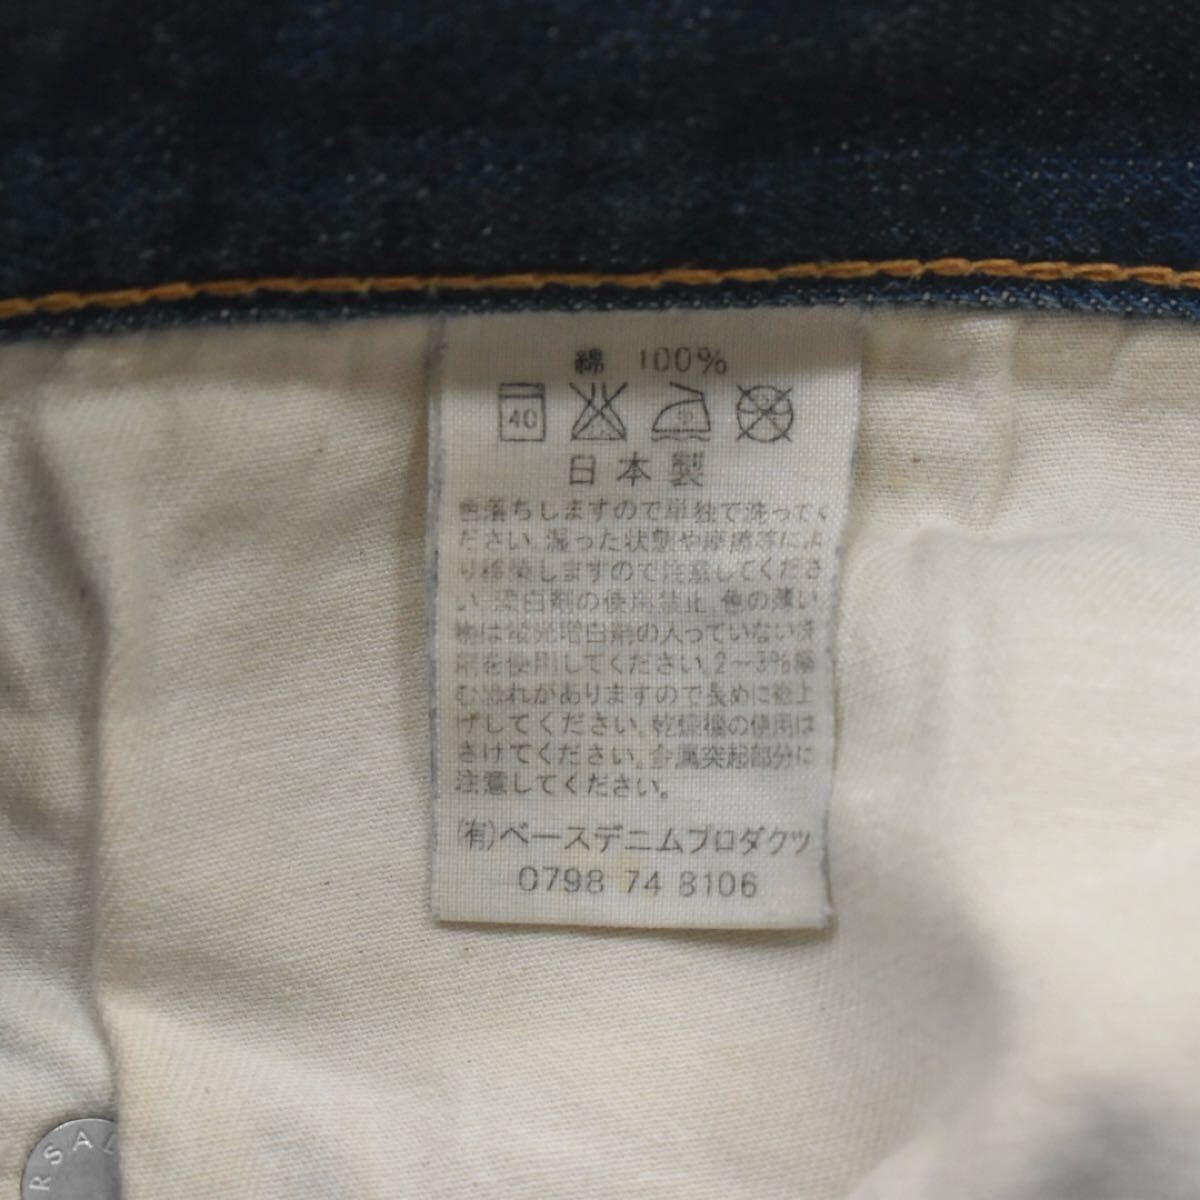 綿 100%
40
日本製
色落ちしますので単独で洗ってく
ださい。湿った状態や摩擦等によ
り移染しますので注意してくださ
い。漂白剤の使用禁止。色の薄い
物は蛍光増白剤の入っていない洗
剤を使用してください。2～3%縮
む恐れがありますので長めに裾上
げしてください。乾燥機の使用は
さけてください。金属突起部分に
注意してください。
(有)ベースデニムプロダクツ
0798 74 8106
RSAL